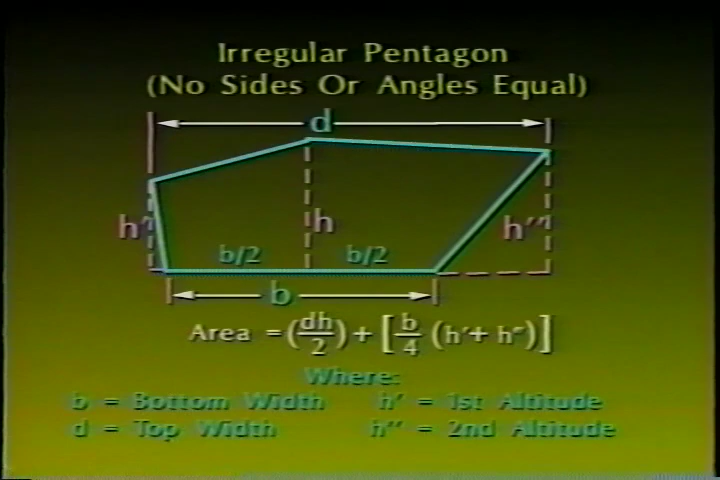 Irregular Pentagon
(No Sides Or Angles Equal)
d
h' h h''
b/2 b/2
b
Area = (dh/2) + [b/4 (h' + h'')]
Where:
b = Bottom Width h' = 1st Altitude
d = Top Width h'' = 2nd Altitude